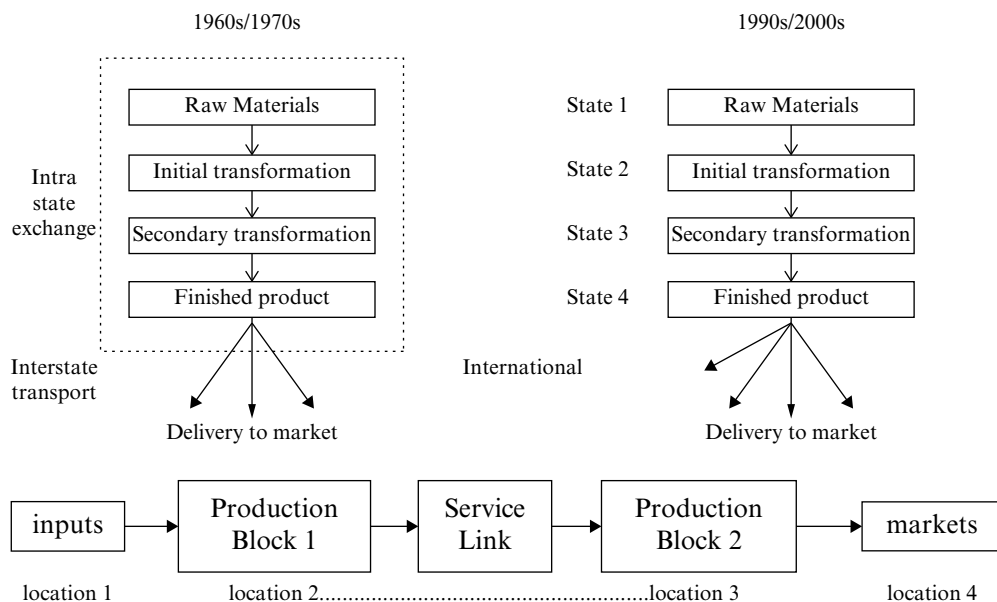 1960s/1970s
Raw Materials
Initial transformation
Intra
state
exchange
Secondary transformation
Finished product
Interstate
transport
Delivery to market
1990s/2000s
State 1
Raw Materials
State 2
Initial transformation
State 3
Secondary transformation
State 4
Finished product
International
Delivery to market
inputs
Production
Block 1
Service
Link
Production
Block 2
markets
location 1
location 2.......................................................location 3
location 4